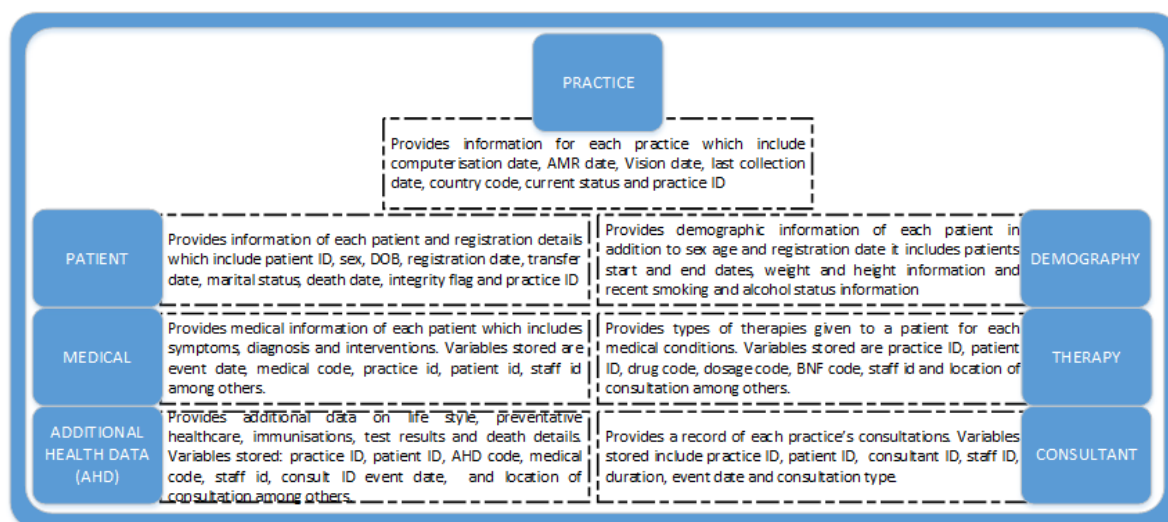 PRACTICE
Provides information for each practice which include
computerisation date, AMR date, Vision date, last collection
date, country code, current status and practice ID
PATIENT
Provides information of each patient and registration details
which include patient ID, sex, DOB, registration date, transfer
date, marital status, death date, integrity flag and practice ID
Provides demographic information of each patient in
addition to sex age and registration date it includes patients
start and end dates, weight and height information and
recent smoking and alcohol status information
DEMOGRAPHY
MEDICAL
Provides medical information of each patient which includes
symptoms, diagnosis and interventions. Variables stored are
event date, medical code, practice id, patient id, staff id
among others.
Provides types of therapies given to a patient for each
medical conditions. Variables stored are practice ID, patient
ID, drug code, dosage code, BNF code, staff id and location of
consultation among others.
THERAPY
ADDITIONAL
HEALTH DATA
(AHD)
Provides additional data on life style, preventative
healthcare, immunisations, test results and death details.
Variables stored: practice ID, patient ID, AHD code, medical
code, staff id, consult ID event date, and location of
consultation among others.
Provides a record of each practice's consultations. Variables
stored include practice ID, patient ID, consultant ID, staff ID,
duration, event date and consultation type.
CONSULTANT